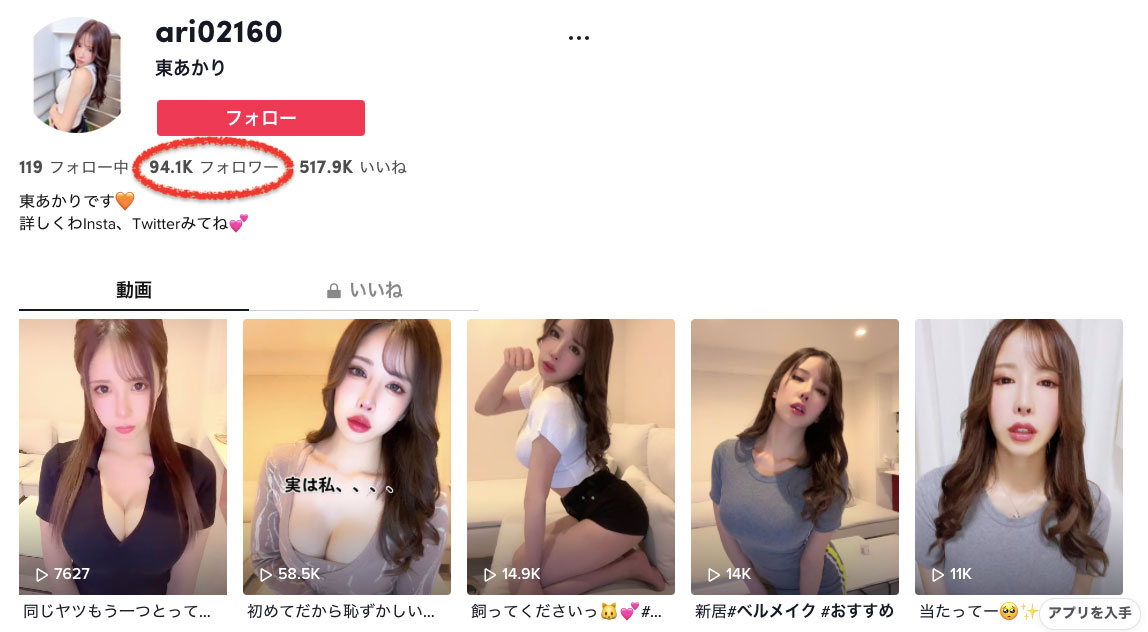 ari02160
…
東あかり
フォロー
119 フォロー中 94.1K フォロワー 517.9K いいね
東あかりです🧡
詳しくわInsta、Twitterみてね💕
動画 いいね
実は私、、、。
7627 58.5K 14.9K 14K 11K
同じヤツもう一つとって... 初めてだから恥ずかしい... 飼ってくださいっ🐱💕#... 新居#ベルメイク #おすすめ 当たってー🥺✨
アプリを入手